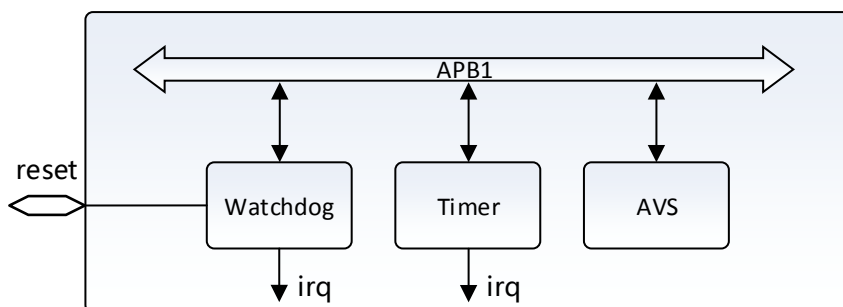 APB1
reset
Watchdog
Timer
AVS
irq
irq